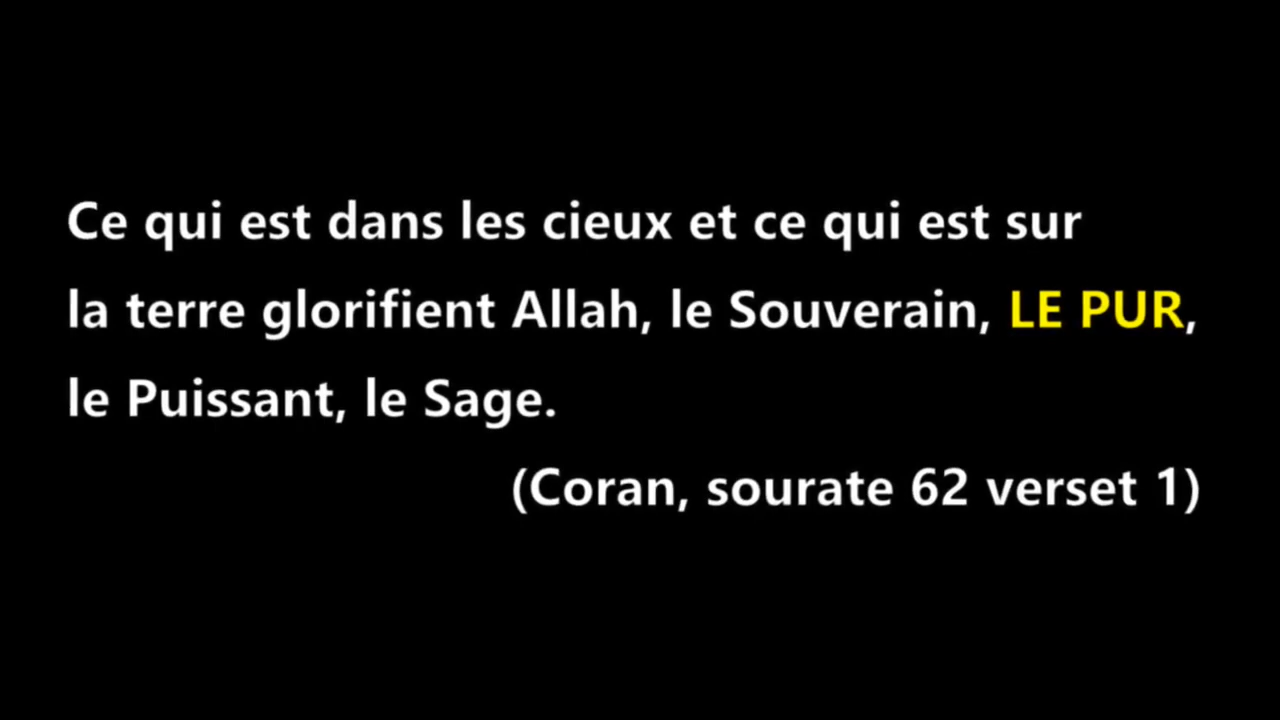 Ce qui est dans les cieux et ce qui est sur
la terre glorifient Allah, le Souverain, LE PUR,
le Puissant, le Sage.
(Coran, sourate 62 verset 1)